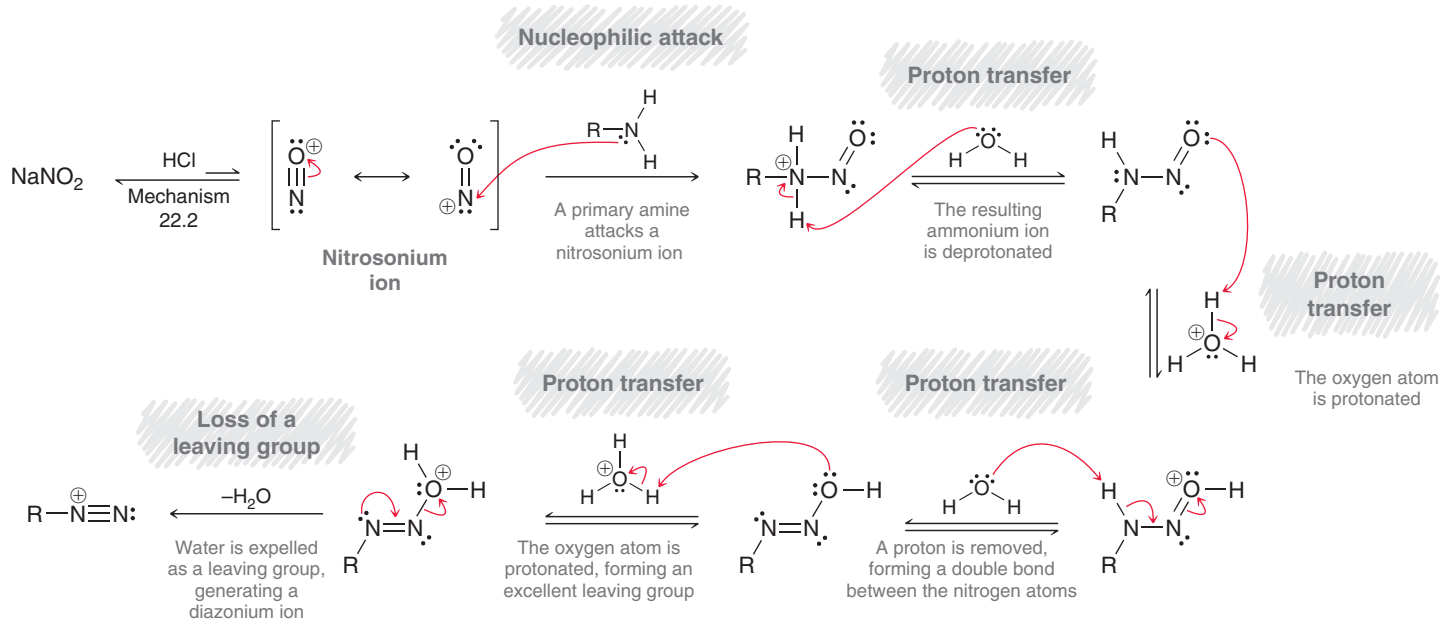 Nucleophilic attack
Proton transfer
NaNO2
HCl
Mechanism
22.2
O
N
O
N
Nitrosonium
ion
R
N
H
H
A primary amine
attacks a
nitrosonium ion
R
N
H
H
N
O
O
H
H
The resulting
ammonium ion
is deprotonated
H
N
R
N
O
Proton
transfer
H
O
H
H
The oxygen atom
is protonated
Loss of a
leaving group
Proton transfer
Proton transfer
R
N
N
–H2O
Water is expelled
as a leaving group,
generating a
diazonium ion
H
O
H
N
N
R
H
O
H
H
The oxygen atom is
protonated, forming an
excellent leaving group
O
H
N
N
R
O
H
H
A proton is removed,
forming a double bond
between the nitrogen atoms
H
O
H
N
N
R